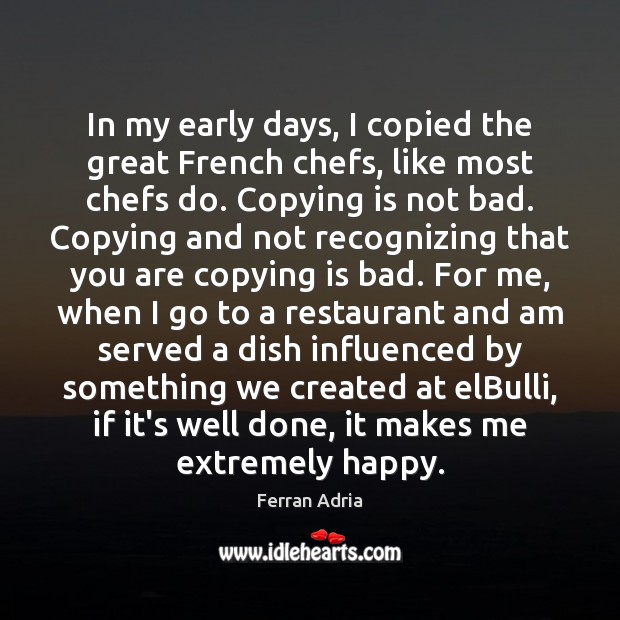 In my early days, I copied the
great French chefs, like most
chefs do. Copying is not bad.
Copying and not recognizing that
you are copying is bad. For me,
when I go to a restaurant and am
served a dish influenced by
something we created at elBulli,
if it's well done, it makes me
extremely happy.
Ferran Adria
www.idlehearts.com